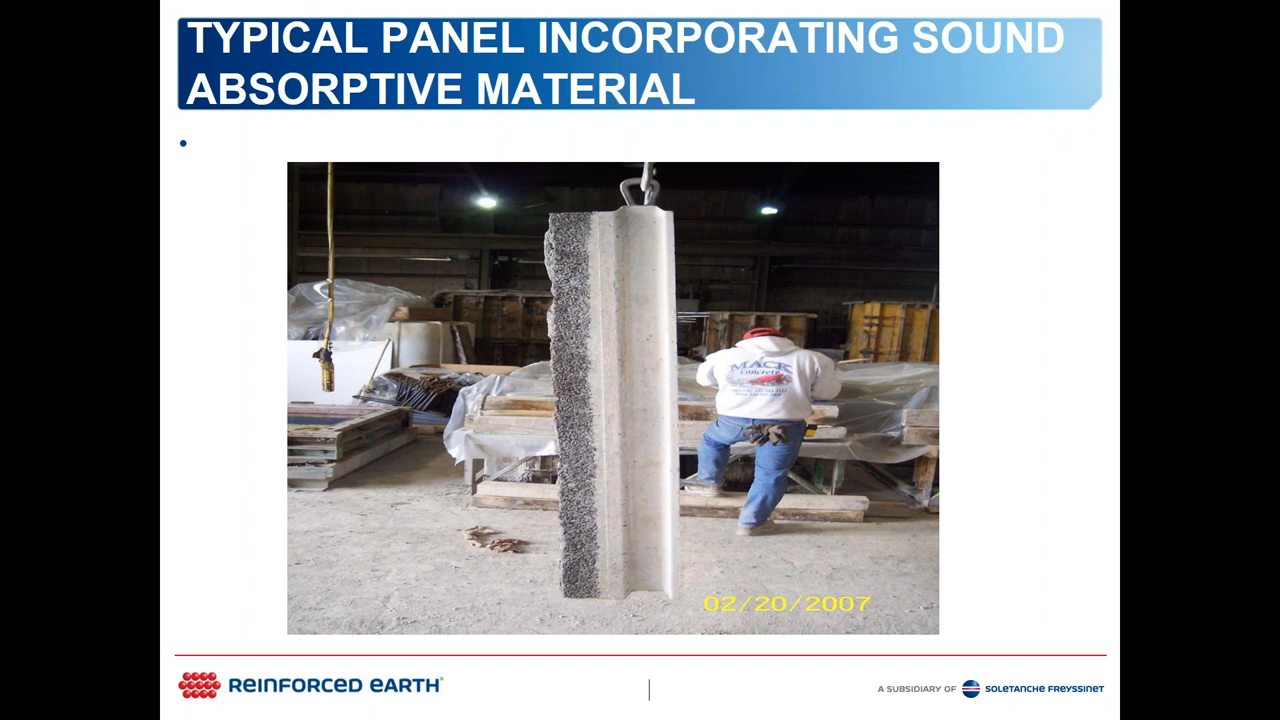 TYPICAL PANEL INCORPORATING SOUND
ABSORPTIVE MATERIAL
MACK
Concrete
02/20/2007
REINFORCED EARTH®
A SUBSIDIARY OF SOLETANCHE FREYSSINET